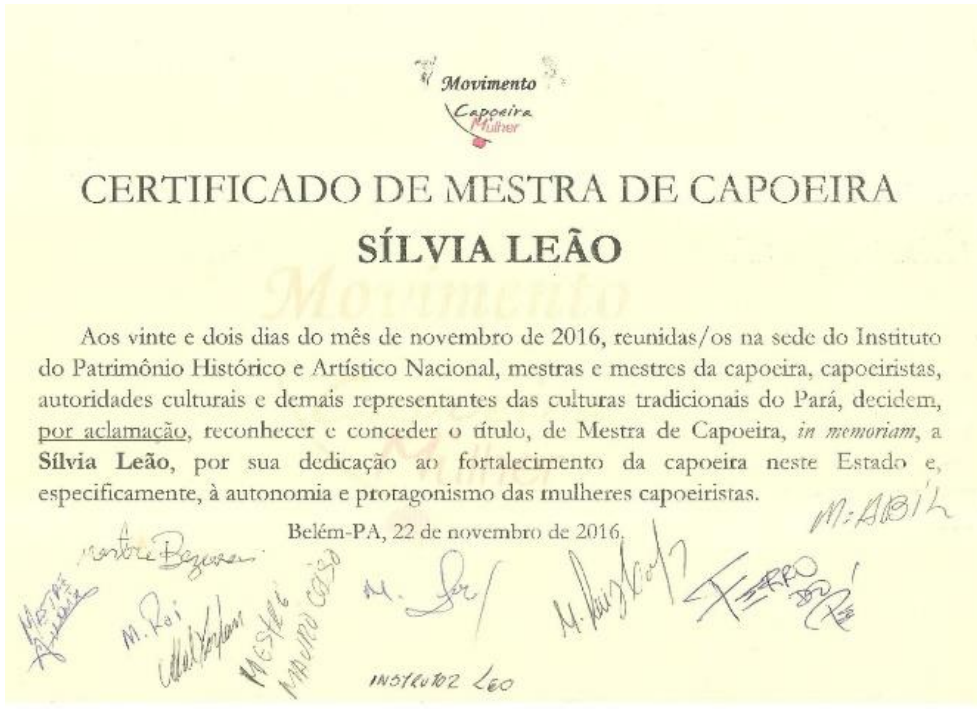 Movimento
Capoeira
Mulher
CERTIFICADO DE MESTRA DE CAPOEIRA
SÍLVIA LEÃO
Movimento
Mulher
Aos vinte e dois dias do mês de novembro de 2016, reunidas/os na sede do Instituto
do Patrimônio Histórico e Artístico Nacional, mestras e mestres da capoeira, capoeiristas,
autoridades culturais e demais representantes das culturas tradicionais do Pará, decidem,
por aclamação, reconhecer e conceder o título, de Mestra de Capoeira, in memoriam, a
Sílvia Leão, por sua dedicação ao fortalecimento da capoeira neste Estado e,
especificamente, à autonomia e protagonismo das mulheres capoeiristas.
Belém-PA, 22 de novembro de 2016.
M: ABIL
mestre Bezerra
MESTRE
M. Rai
MESTRE
MAURO
M.
M.
FERRO
INSTRUTOR LEO